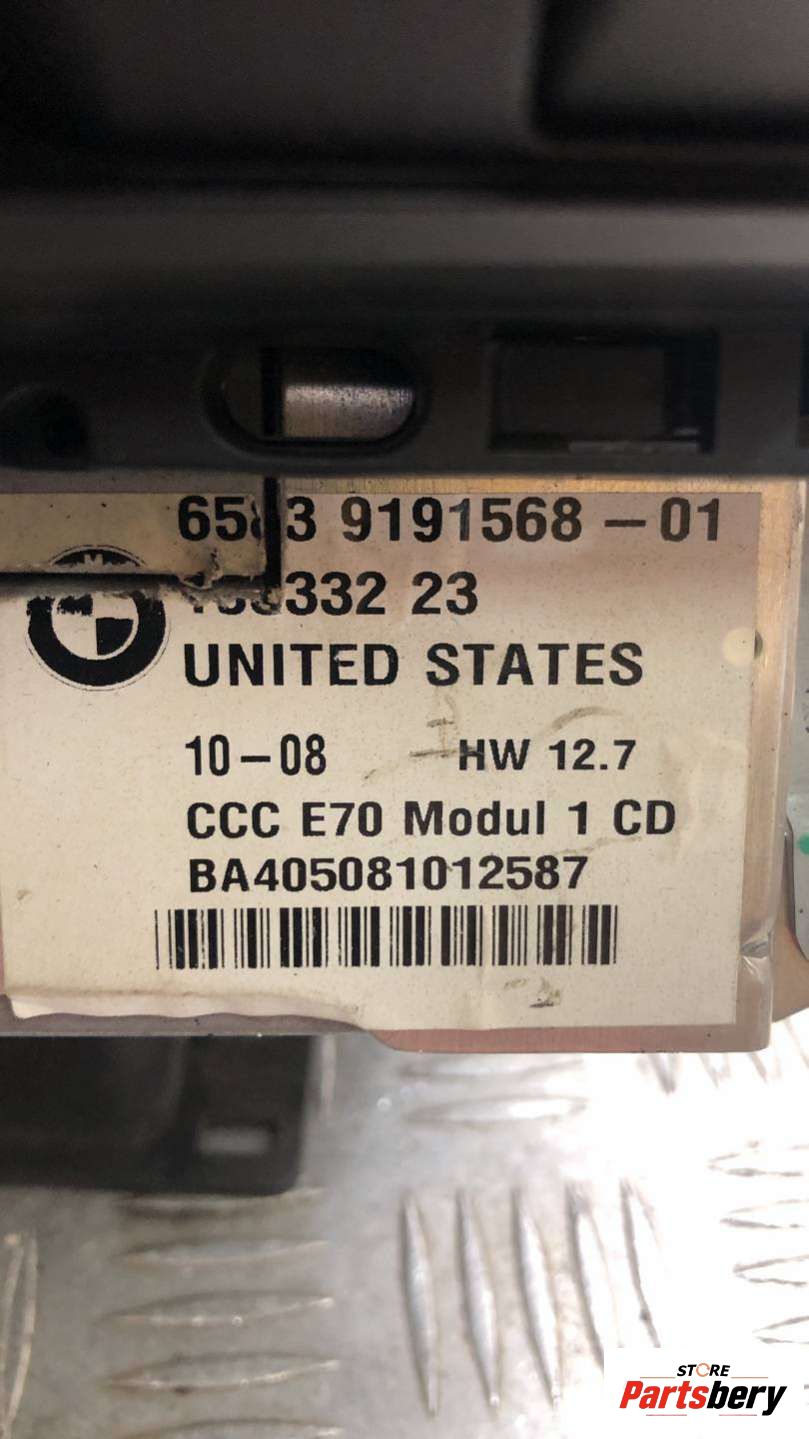 9191568-01
23
UNITED STATES
10-08 HW 12.7
CCC E70 Modul 1 CD
BA405081012587
STORE
Partsbery